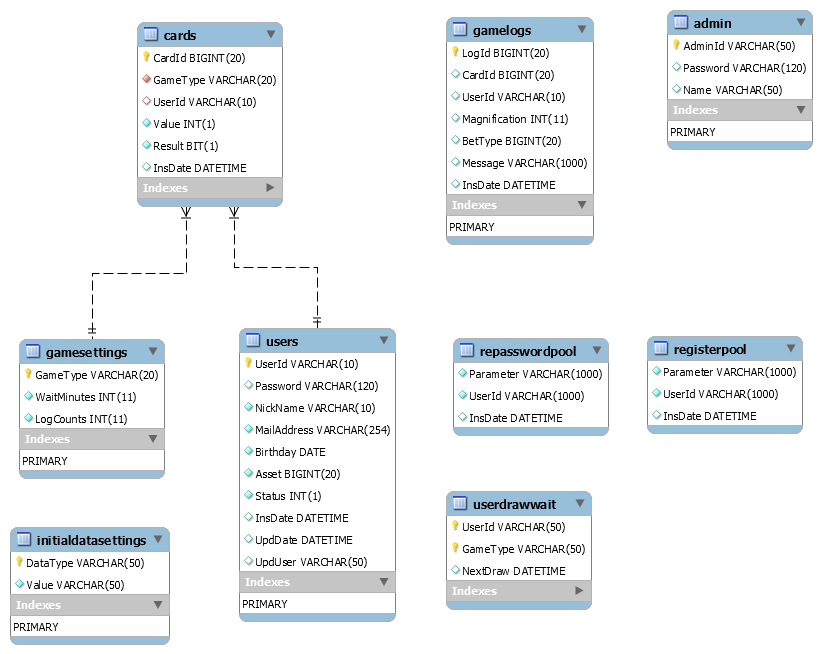 cards
CardId BIGINT(20)
GameType VARCHAR(20)
UserId VARCHAR(10)
Value INT(1)
Result BIT(1)
InsDate DATETIME
Indexes
gamelogs
LogId BIGINT(20)
CardId BIGINT(20)
UserId VARCHAR(10)
Magnification INT(11)
BetType BIGINT(20)
Message VARCHAR(1000)
InsDate DATETIME
Indexes
PRIMARY
admin
AdminId VARCHAR(50)
Password VARCHAR(120)
Name VARCHAR(50)
Indexes
PRIMARY
gamesettings
GameType VARCHAR(20)
WaitMinutes INT(11)
LogCounts INT(11)
Indexes
PRIMARY
users
UserId VARCHAR(10)
Password VARCHAR(120)
NickName VARCHAR(10)
MailAddress VARCHAR(254)
Birthday DATE
Asset BIGINT(20)
Status INT(1)
InsDate DATETIME
UpdDate DATETIME
UpdUser VARCHAR(50)
Indexes
PRIMARY
repasswordpool
Parameter VARCHAR(1000)
UserId VARCHAR(1000)
InsDate DATETIME
registerpool
Parameter VARCHAR(1000)
UserId VARCHAR(1000)
InsDate DATETIME
initialdatasettings
DataType VARCHAR(50)
Value VARCHAR(50)
Indexes
PRIMARY
userdrawwait
UserId VARCHAR(50)
GameType VARCHAR(50)
NextDraw DATETIME
Indexes